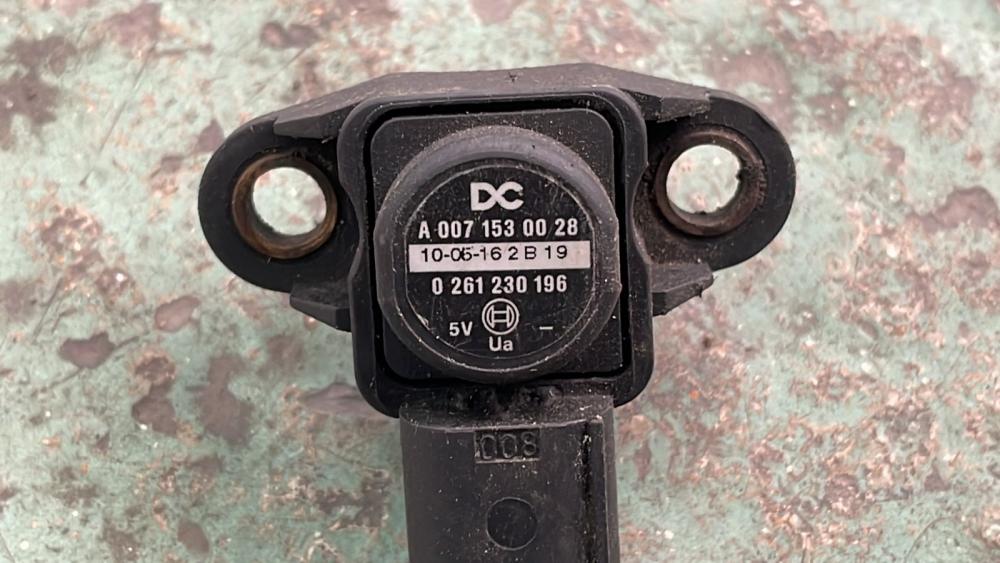 DC
A 007 153 00 28
10-05-16 2 B 19
0 261 230 196
5V H –
Ua
008